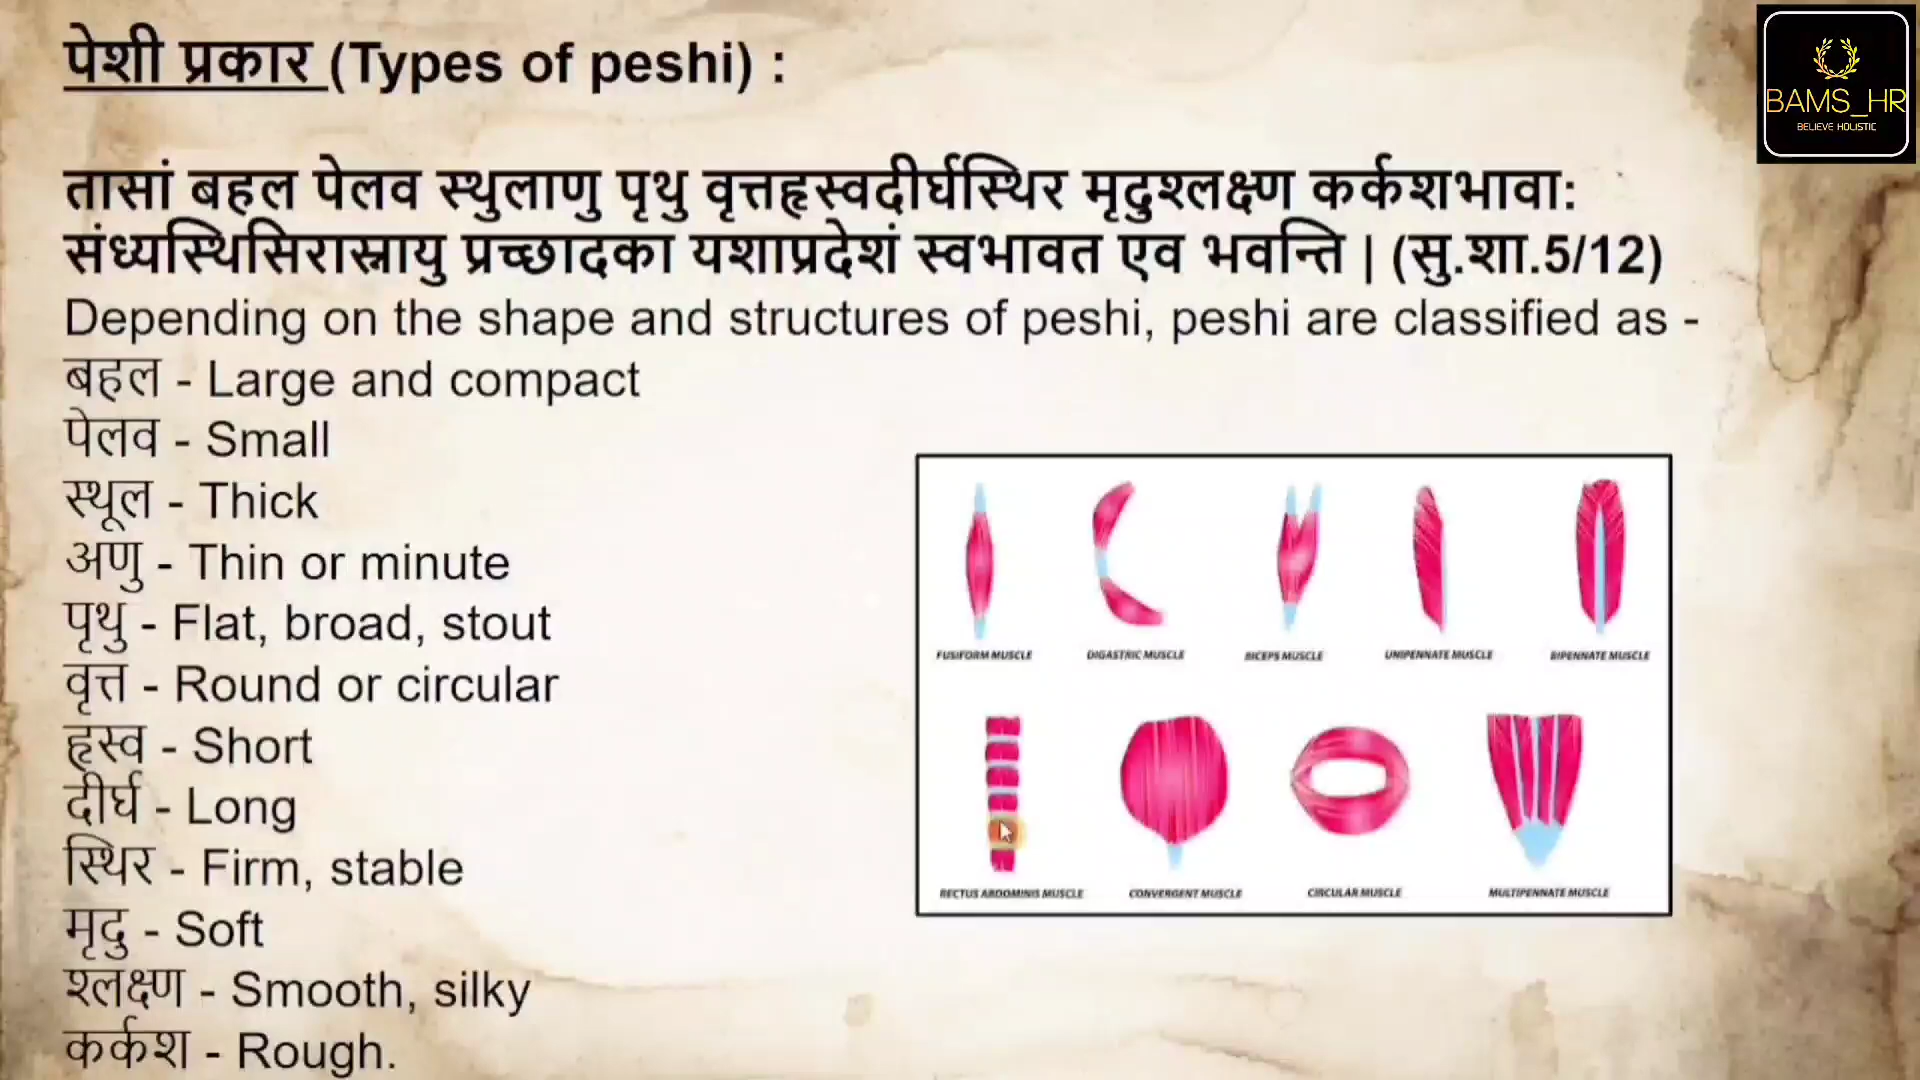 पेशी प्रकार (Types of peshi) :
BAMS_HR
BELIEVE HOLISTIC
तासां बहल पेलव स्थुलाणु पृथु वृत्तह्रस्वदीर्घस्थिर मृदुश्लक्ष्ण कर्कशभावा:
संध्यस्थिसिरास्नायु प्रच्छादका यशाप्रदेशं स्वभावत एव भवन्ति | (सु.शा.5/12)
Depending on the shape and structures of peshi, peshi are classified as -
बहल - Large and compact
पेलव - Small
स्थूल - Thick
अणु - Thin or minute
पृथु - Flat, broad, stout
वृत्त - Round or circular
ह्रस्व - Short
दीर्घ - Long
स्थिर - Firm, stable
मृदु - Soft
श्लक्ष्ण - Smooth, silky
कर्कश - Rough.
FUSIFORM MUSCLE DIGASTRIC MUSCLE BICEPS MUSCLE UNIPENNATE MUSCLE BIPENNATE MUSCLE
RECTUS ABDOMINIS MUSCLE CONVERGENT MUSCLE CIRCULAR MUSCLE MULTIPENNATE MUSCLE